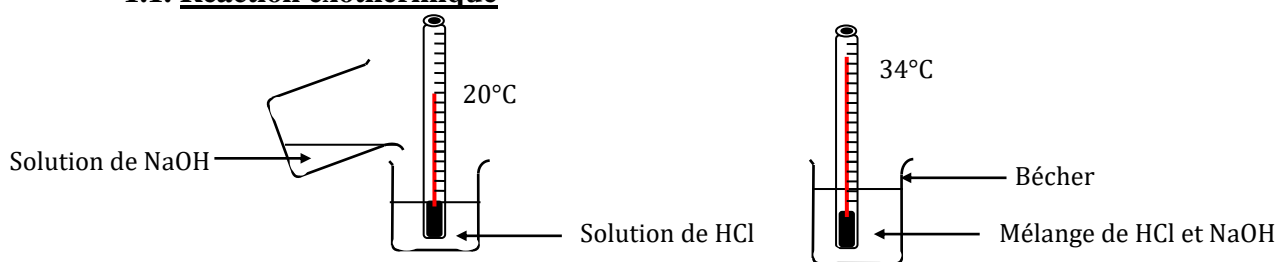 1.1. Réaction exothermique
20°C
34°C
Solution de NaOH
Bécher
Solution de HCl
Mélange de HCl et NaOH